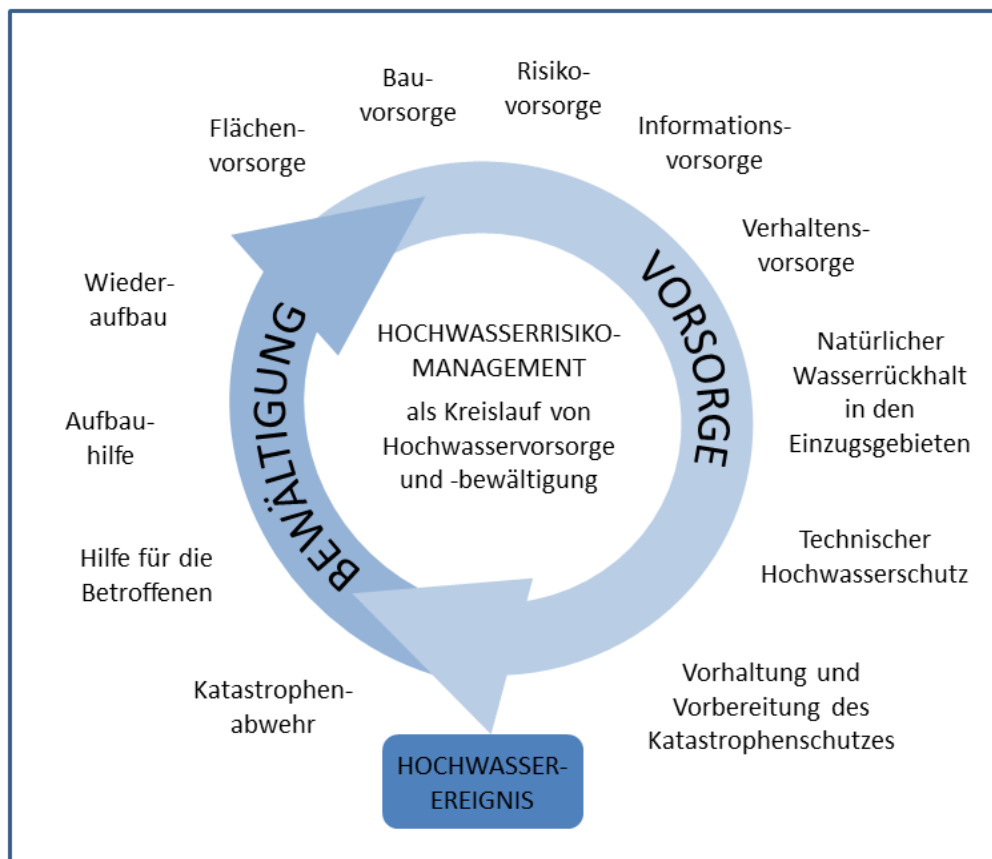 Bau-
vorsorge
Risiko-
vorsorge
Flächen-
vorsorge
Informations-
vorsorge
Verhaltens-
vorsorge
Wieder-
aufbau
VORSORGE
BEWÄLTIGUNG
HOCHWASSERRISIKO-
MANAGEMENT
als Kreislauf von
Hochwasservorsorge
und -bewältigung
Natürlicher
Wasserrückhalt
in den
Einzugsgebieten
Aufbau-
hilfe
Hilfe für die
Betroffenen
Technischer
Hochwasserschutz
Katastrophen-
abwehr
Vorhaltung und
Vorbereitung des
Katastrophenschutzes
HOCHWASSER-
EREIGNIS